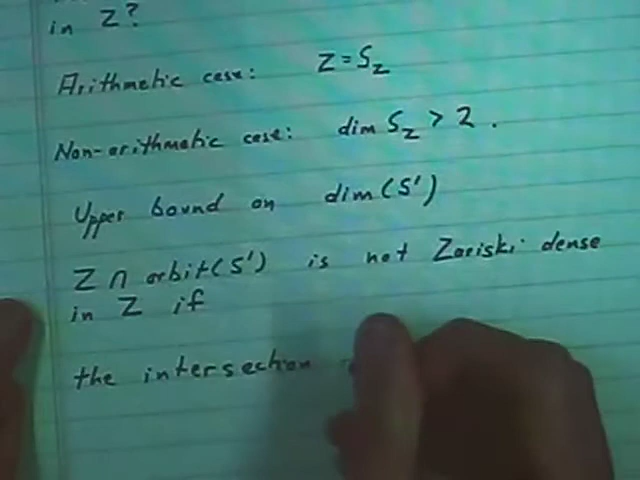 in Z?
Arithmetic case: Z = S_Z
Non-arithmetic case: dim S_Z > 2.
Upper bound on dim(S')
Z ∩ orbit(S') is not Zariski dense
in Z if
the intersection